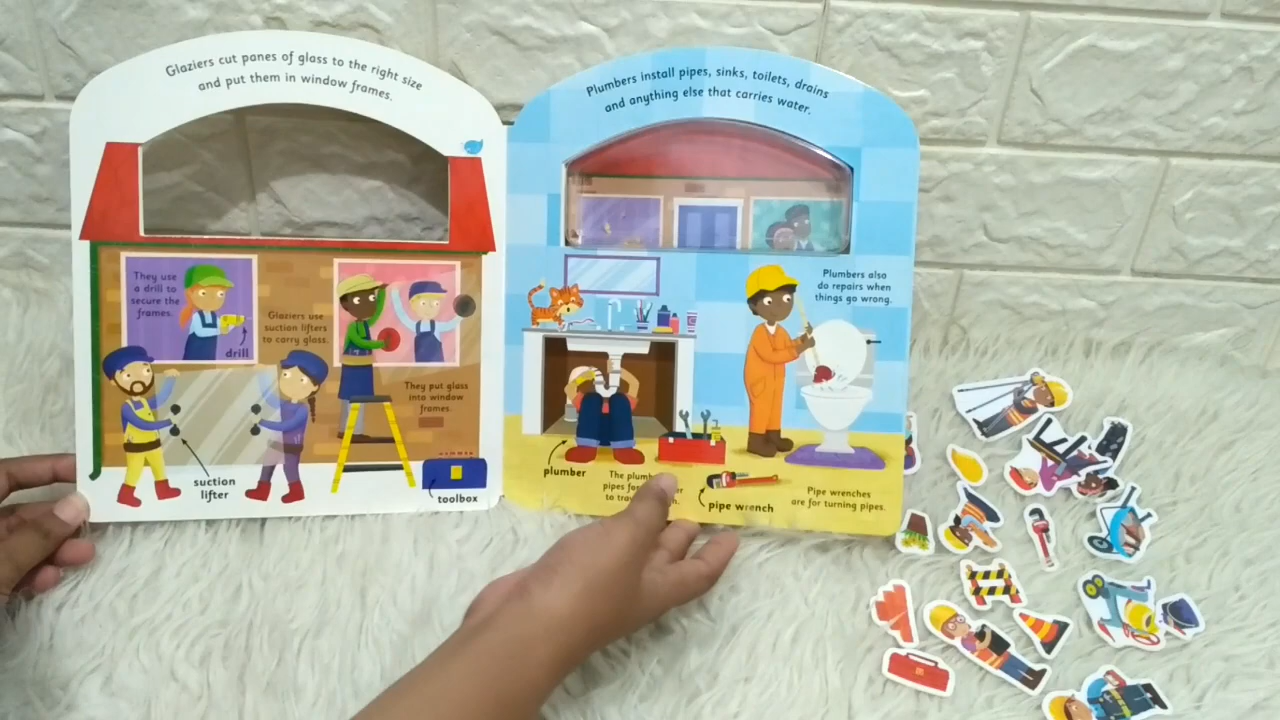 Glaziers cut panes of glass to the right size
and put them in window frames.
They use
a drill to
secure the
frames.
drill
Glaziers use
suction lifters
to carry glass.
They put glass
into window
frames.
suction
lifter
toolbox
Plumbers install pipes, sinks, toilets, drains
and anything else that carries water.
Plumbers also
do repairs when
things go wrong.
plumber
The
pipes
to
pipe wrench
Pipe wrenches
are for turning pipes.